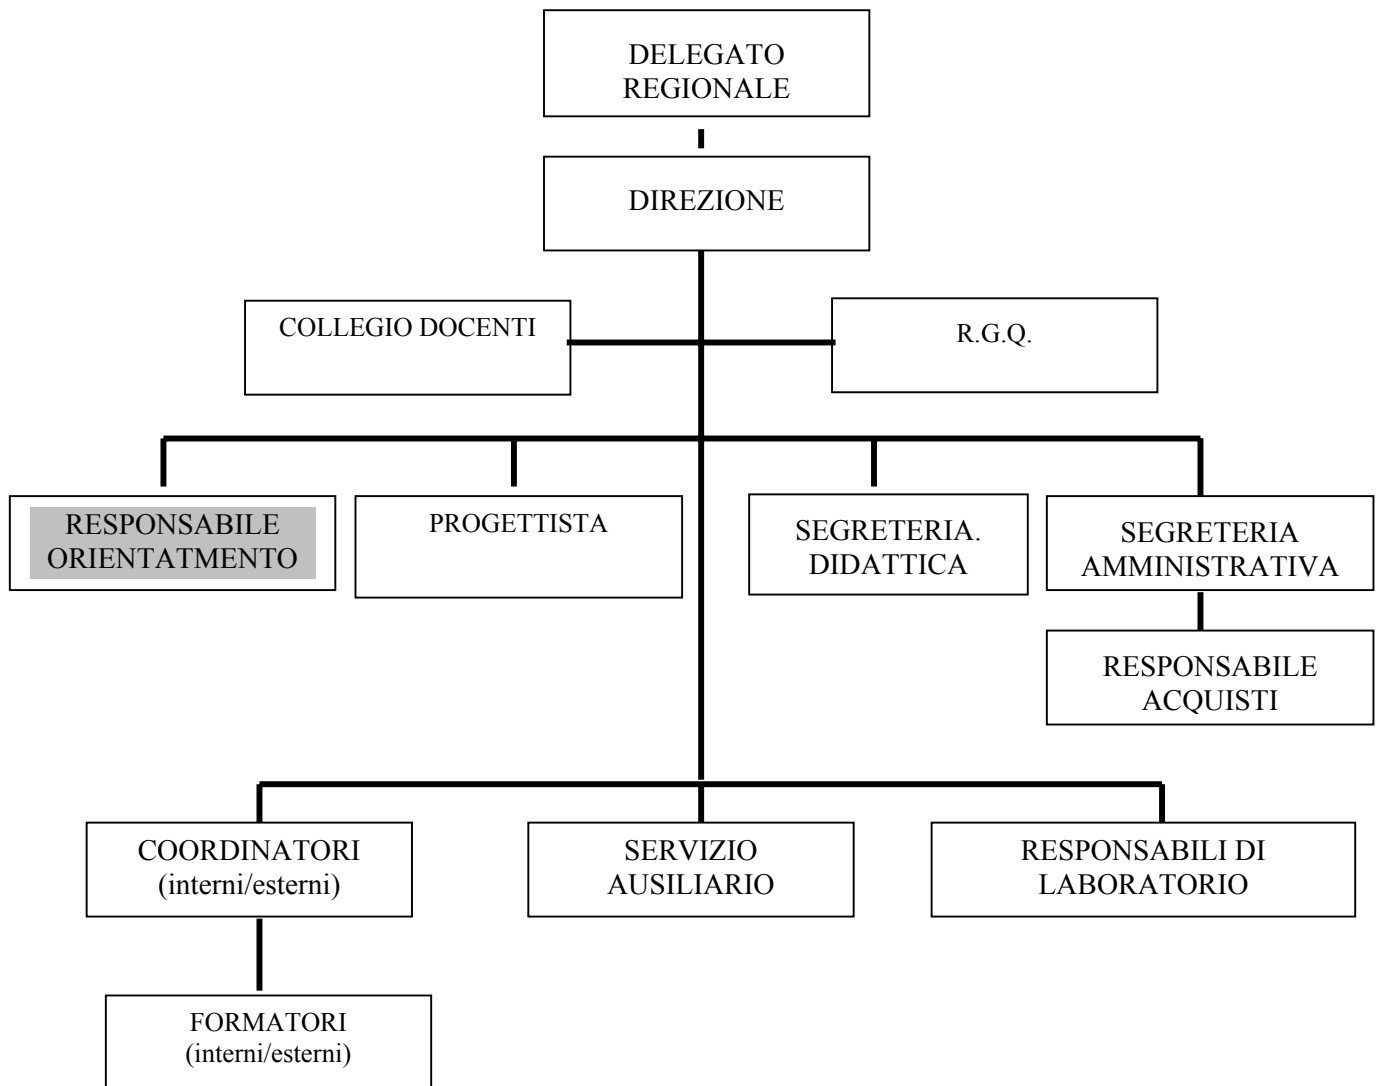 DELEGATO
REGIONALE
DIREZIONE
COLLEGIO DOCENTI
R.G.Q.
RESPONSABILE
ORIENTATMENTO
PROGETTISTA
SEGRETERIA.
DIDATTICA
SEGRETERIA
AMMINISTRATIVA
RESPONSABILE
ACQUISTI
COORDINATORI
(interni/esterni)
SERVIZIO
AUSILIARIO
RESPONSABILI DI
LABORATORIO
FORMATORI
(interni/esterni)